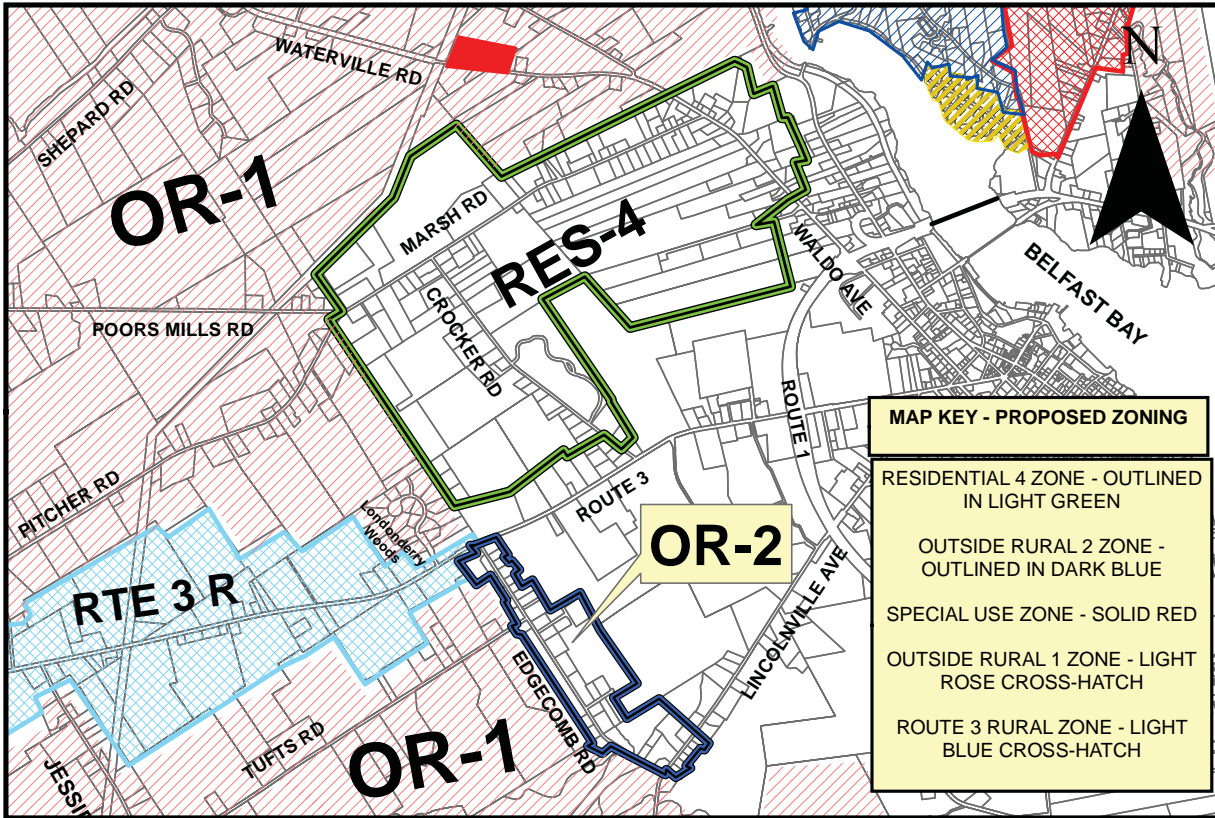 WATERVILLE RD
N
SHEPARD RD
OR-1
MARSH RD
RES-4
WALDO AVE
BELFAST BAY
POORS MILLS RD
CROCKER RD
ROUTE 1
MAP KEY - PROPOSED ZONING
RESIDENTIAL 4 ZONE - OUTLINED
IN LIGHT GREEN
OUTSIDE RURAL 2 ZONE -
OUTLINED IN DARK BLUE
SPECIAL USE ZONE - SOLID RED
OUTSIDE RURAL 1 ZONE - LIGHT
ROSE CROSS-HATCH
ROUTE 3 RURAL ZONE - LIGHT
BLUE CROSS-HATCH
PITCHER RD
ROUTE 3
Londonderry
Woods
OR-2
RTE 3 R
LINCOLNVILLE AVE
EDGECOMB RD
TUFTS RD
OR-1